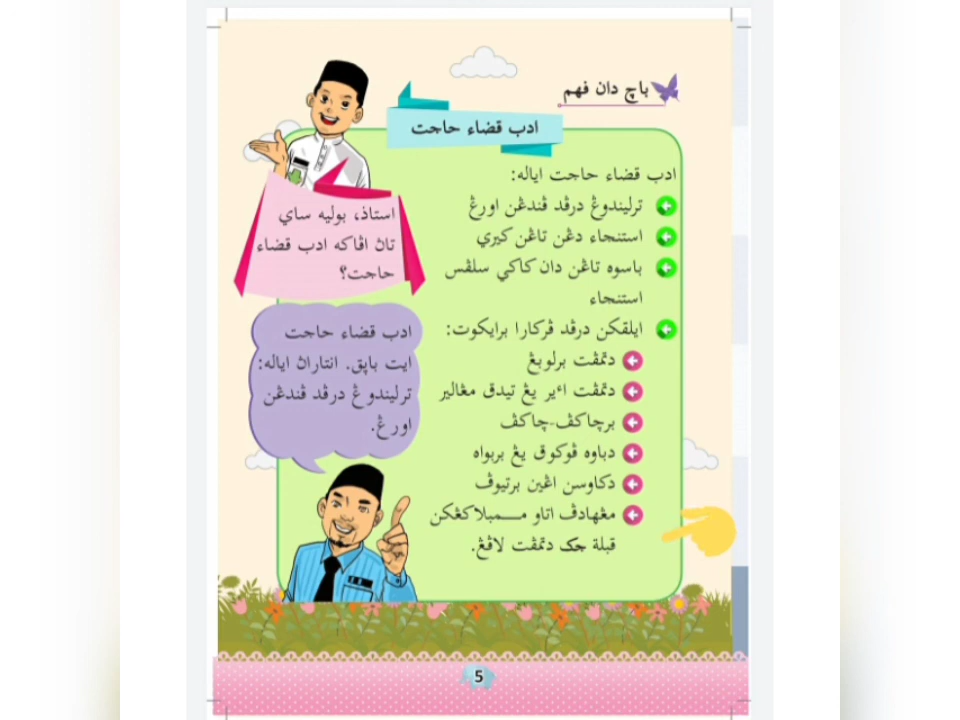 باچ دان فهم
ادب قضاء حاجت
ادب قضاء حاجت اياله:
ترليندوڠ درڤد ڤندڠن اورڠ
استنجاء دڠن تاڠن كيري
باسوه تاڠن دان كاكي سلڤس
استنجاء
ايلقكن درڤد ڤركارا برايكوت:
دتمڤت برلوبڠ
دتمڤت اءير يڠ تيدق مڠالير
برچاكڤ-چاكڤ
دباوه ڤوكوق يڠ بربواه
دكاوسن اڠين برتيوڤ
مڠهادڤ اتاو ممبلاكڠكن
قبلة جک دتمڤت لاڤڠ.
استاذ، بوليه ساي
تاڽ اڤاكه ادب قضاء
حاجت؟
ادب قضاء حاجت
ايت باڽق. انتاراڽ اياله:
ترليندوڠ درڤد ڤندڠن
اورڠ.
5